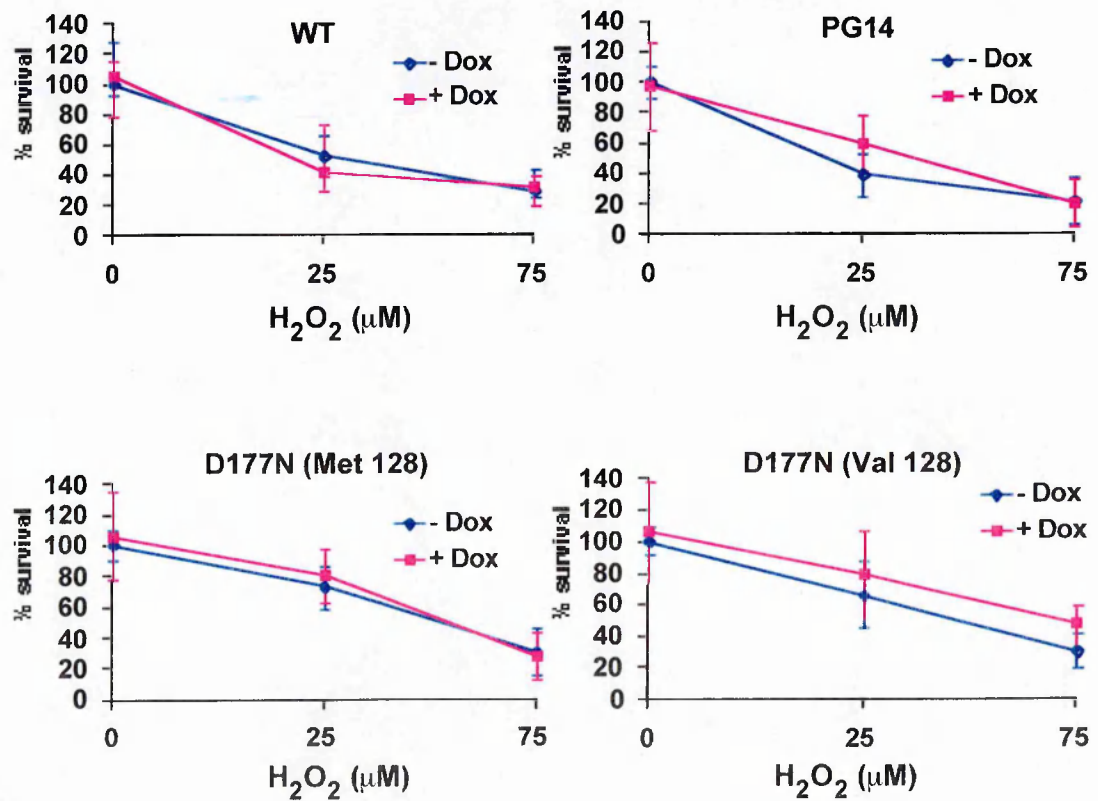 WT
- Dox
+ Dox
% survival
140
120
100
80
60
40
20
0
0 25 75
H₂O₂ (μM)
PG14
- Dox
+ Dox
% survival
140
120
100
80
60
40
20
0
0 25 75
H₂O₂ (μM)
D177N (Met 128)
- Dox
+ Dox
% survival
140
120
100
80
60
40
20
0
0 25 75
H₂O₂ (μM)
D177N (Val 128)
- Dox
+ Dox
% survival
140
120
100
80
60
40
20
0
0 25 75
H₂O₂ (μM)